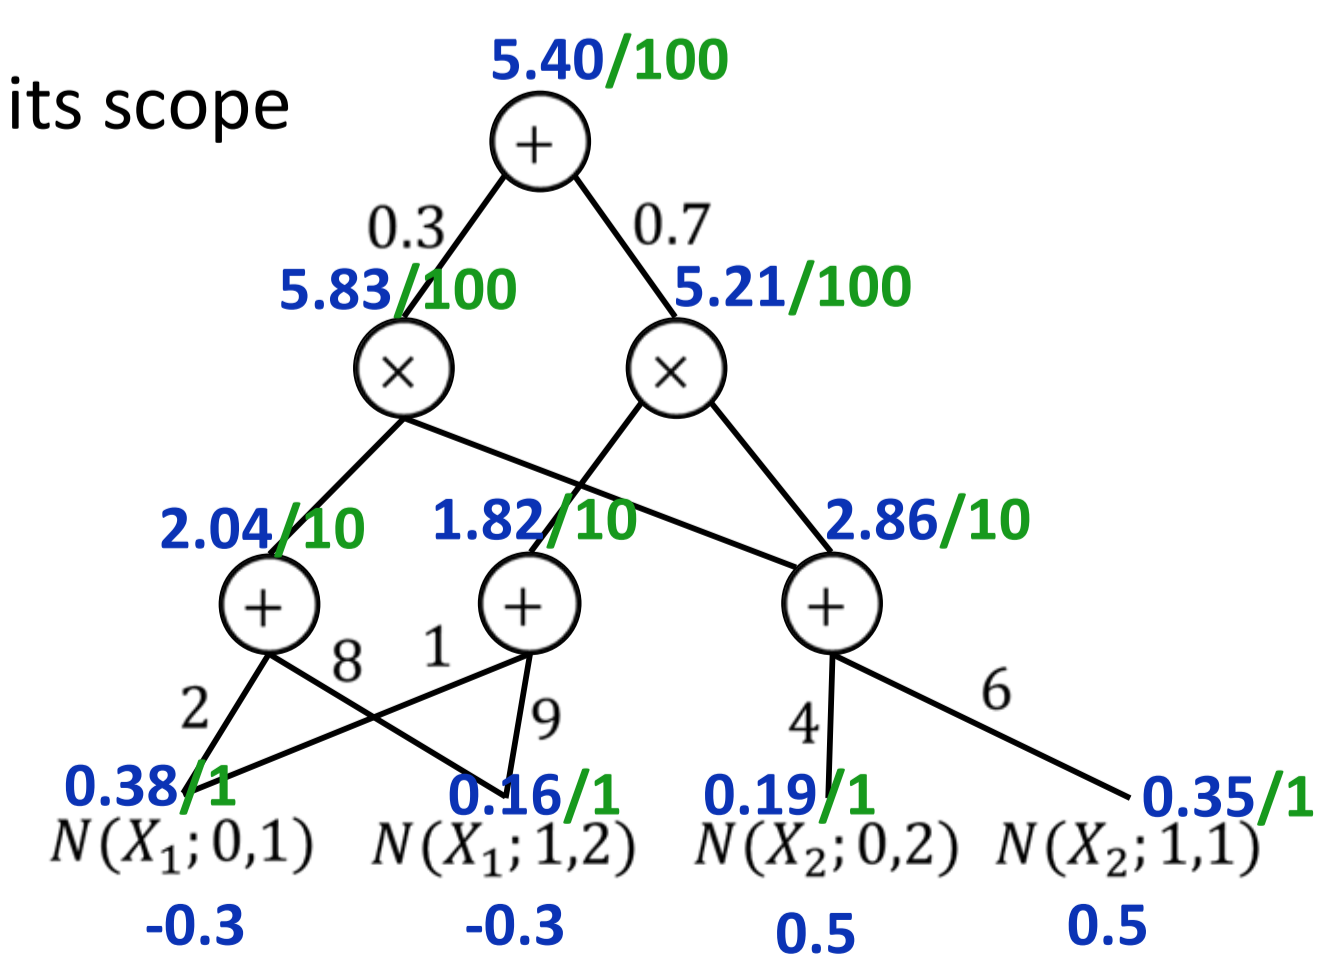 5.40/100
its scope
+
0.3 0.7
5.83/100 5.21/100
× ×
2.04/10 1.82/10 2.86/10
+ + +
2 8 1 9 4 6
0.38/1 0.16/1 0.19/1 0.35/1
N(X₁; 0,1) N(X₁; 1,2) N(X₂; 0,2) N(X₂; 1,1)
-0.3 -0.3 0.5 0.5